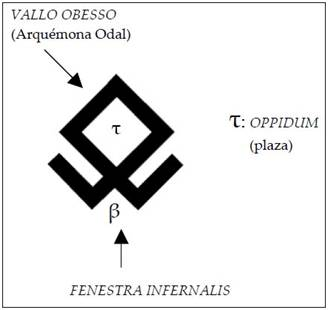 VALLO OBESSO
(Arquémona Odal)
τ
τ: OPPIDUM
(plaza)
β
FENESTRA INFERNALIS